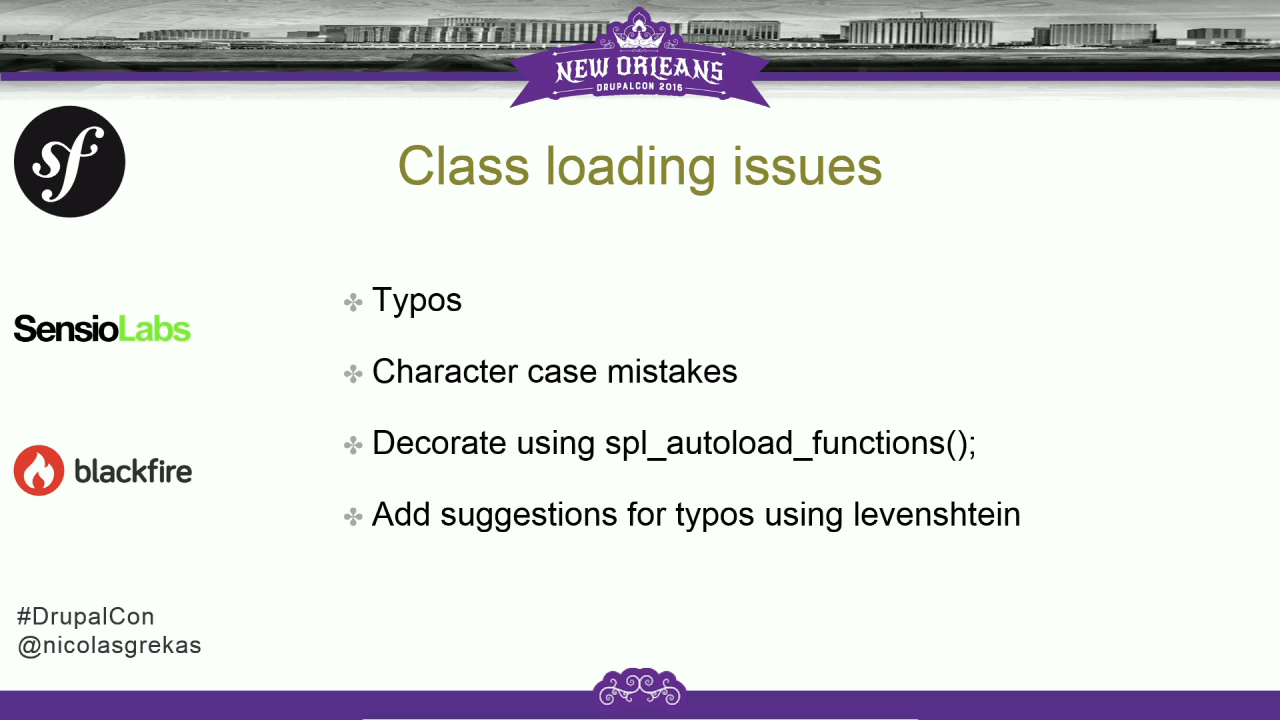 NEW ORLEANS
DRUPALCON 2016
sf
Class loading issues
Typos
SensioLabs
Character case mistakes
Decorate using spl_autoload_functions();
blackfire
Add suggestions for typos using levenshtein
#DrupalCon
@nicolasgrekas